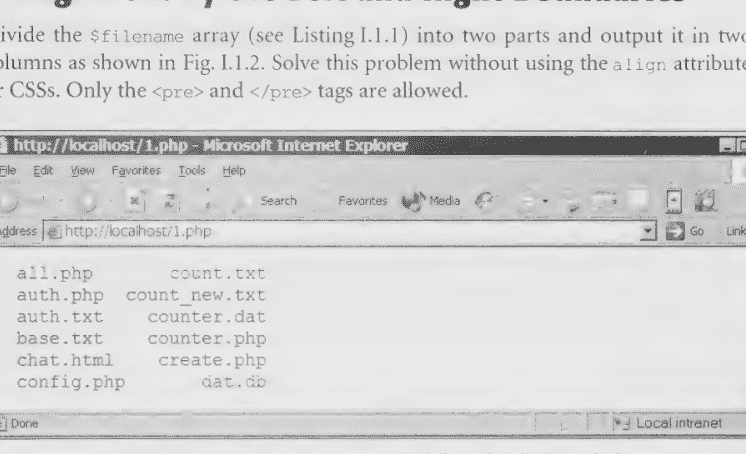 ivide the $filename array (see Listing I.1.1) into two parts and output it in two
olumns as shown in Fig. I.1.2. Solve this problem without using the align attribute
r CSSs. Only the <pre> and </pre> tags are allowed.
http://localhost/1.php - Microsoft Internet Explorer
File Edit View Favorites Tools Help
Search Favorites Media
Address http://localhost/1.php Go Link
all.php count.txt
auth.php count_new.txt
auth.txt counter.dat
base.txt counter.php
chat.html create.php
config.php dat.db
Done Local intranet